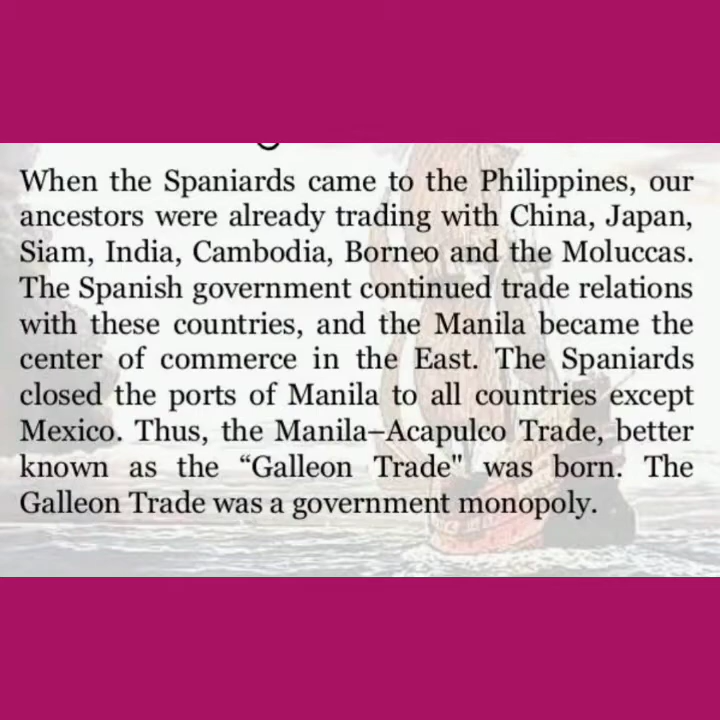 When the Spaniards came to the Philippines, our
ancestors were already trading with China, Japan,
Siam, India, Cambodia, Borneo and the Moluccas.
The Spanish government continued trade relations
with these countries, and the Manila became the
center of commerce in the East. The Spaniards
closed the ports of Manila to all countries except
Mexico. Thus, the Manila–Acapulco Trade, better
known as the “Galleon Trade" was born. The
Galleon Trade was a government monopoly.